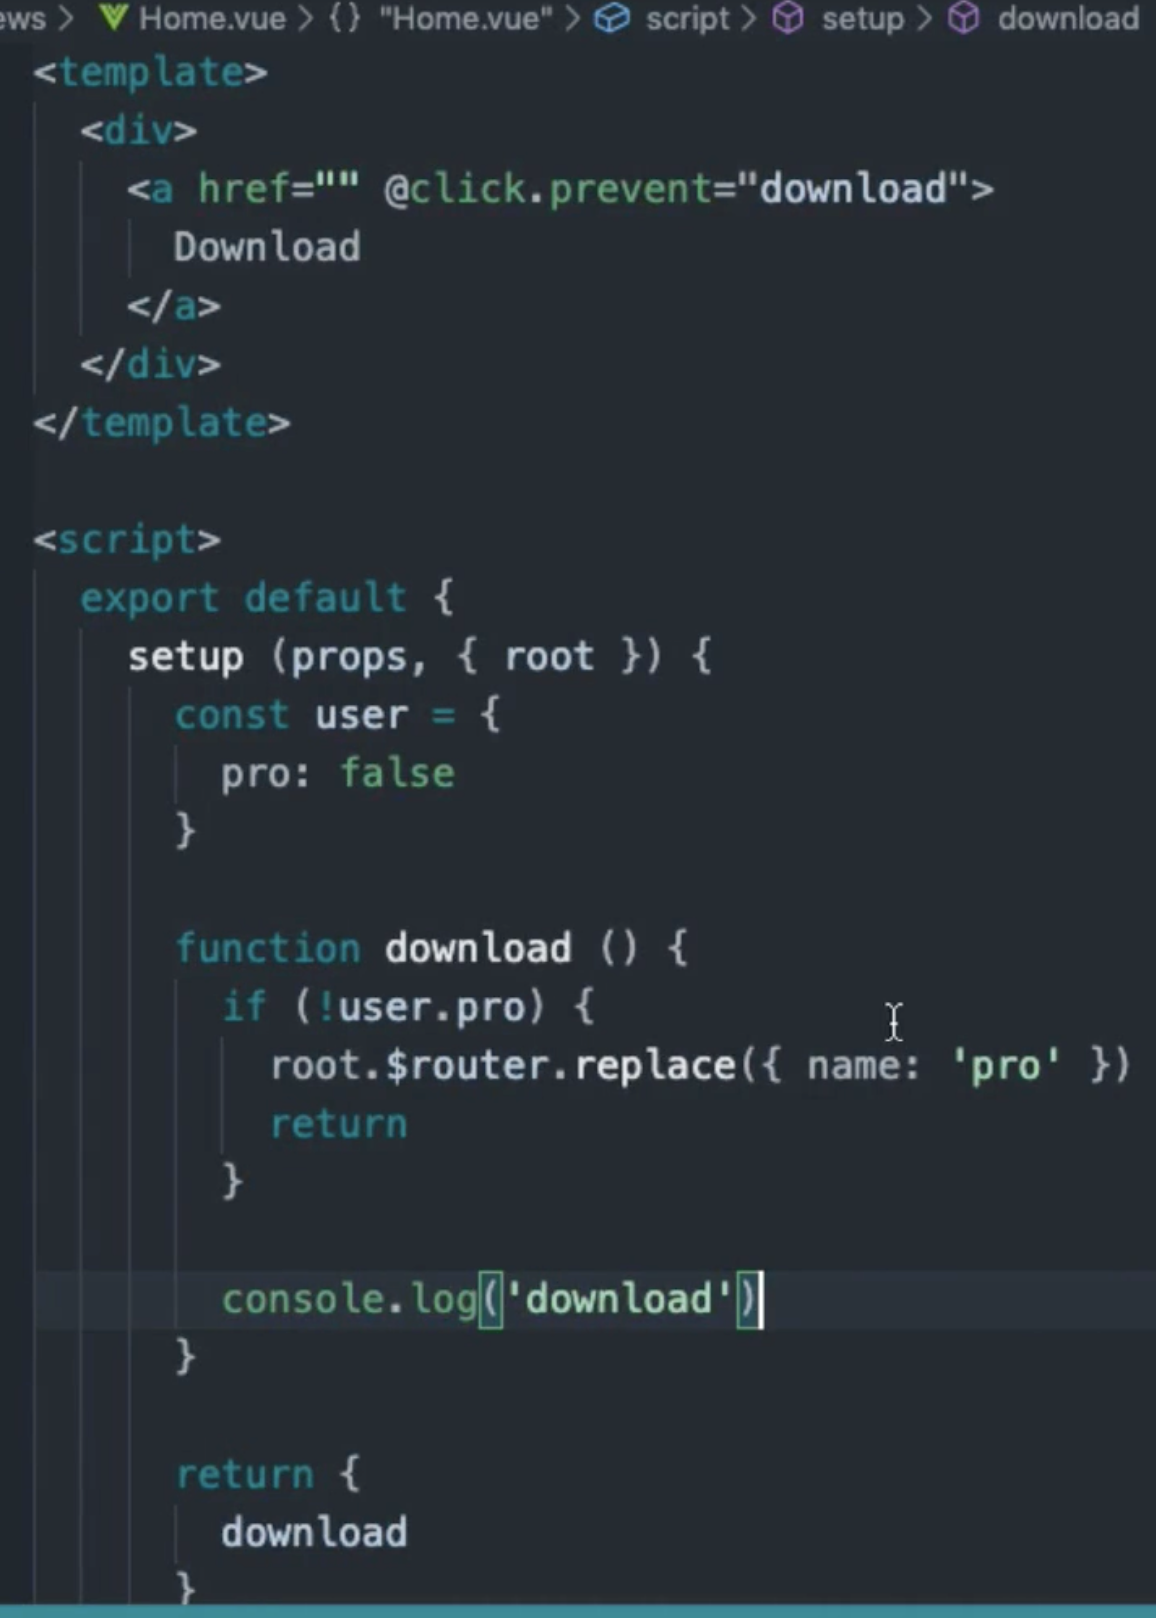 ews > Home.vue > {} "Home.vue" > script > setup > download
<template>
  <div>
    <a href="" @click.prevent="download">
      Download
    </a>
  </div>
</template>

<script>
  export default {
    setup (props, { root }) {
      const user = {
        pro: false
      }

      function download () {
        if (!user.pro) {
          root.$router.replace({ name: 'pro' })
          return
        }

        console.log('download')
      }

      return {
        download
      }